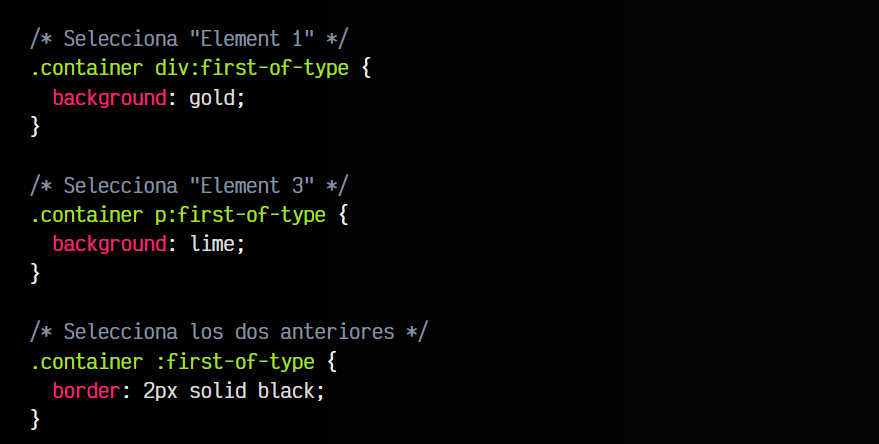 /* Selecciona "Element 1" */
.container div:first-of-type {
  background: gold;
}

/* Selecciona "Element 3" */
.container p:first-of-type {
  background: lime;
}

/* Selecciona los dos anteriores */
.container :first-of-type {
  border: 2px solid black;
}